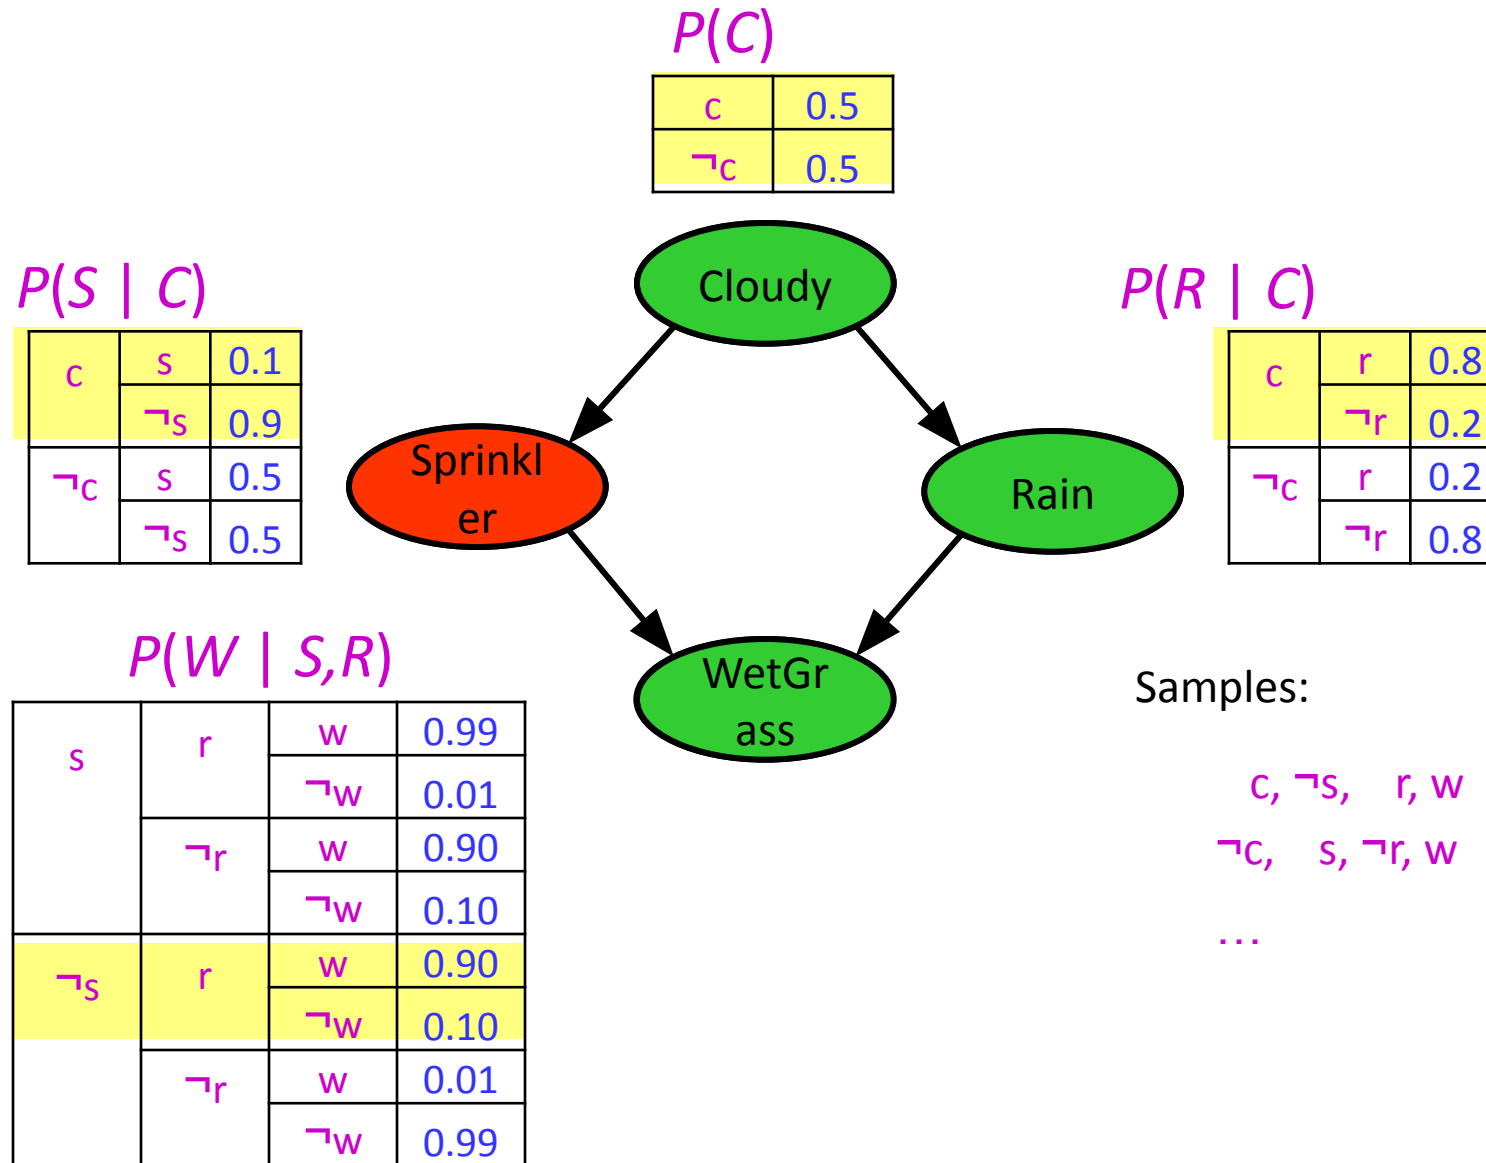 P(C)
c 0.5
¬c 0.5
Cloudy
P(S | C)
c s 0.1
¬s 0.9
¬c s 0.5
¬s 0.5
P(R | C)
c r 0.8
¬r 0.2
¬c r 0.2
¬r 0.8
Sprinkl
er
Rain
P(W | S,R)
s r w 0.99
¬w 0.01
¬r w 0.90
¬w 0.10
¬s r w 0.90
¬w 0.10
¬r w 0.01
¬w 0.99
WetGr
ass
Samples:
c, ¬s, r, w
¬c, s, ¬r, w
...